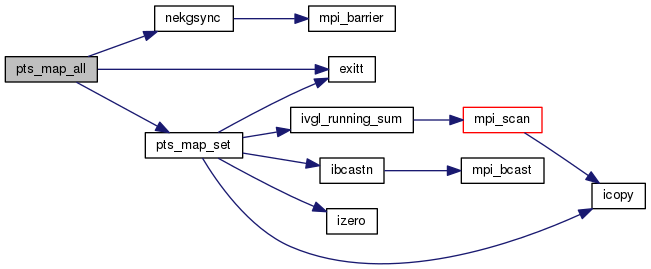 nekgsync
mpi_barrier
pts_map_all
exitt
ivgl_running_sum
mpi_scan
pts_map_set
ibcastn
mpi_bcast
icopy
izero